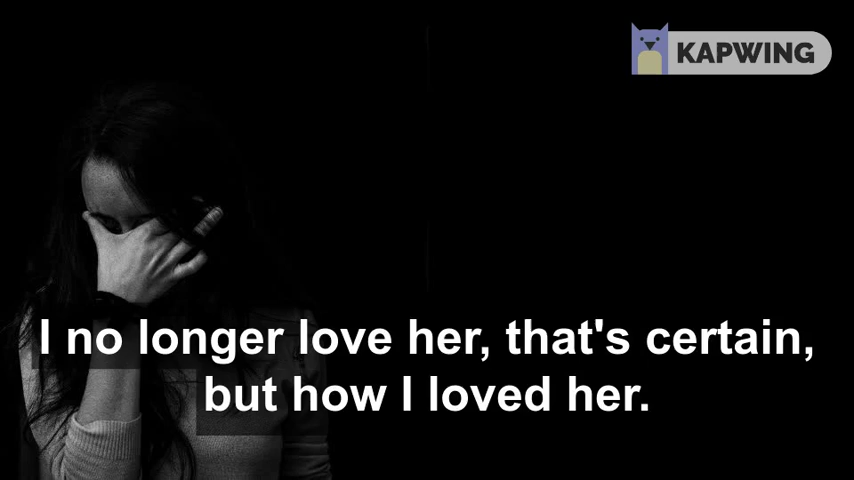 KAPWING
I no longer love her, that's certain,
but how I loved her.